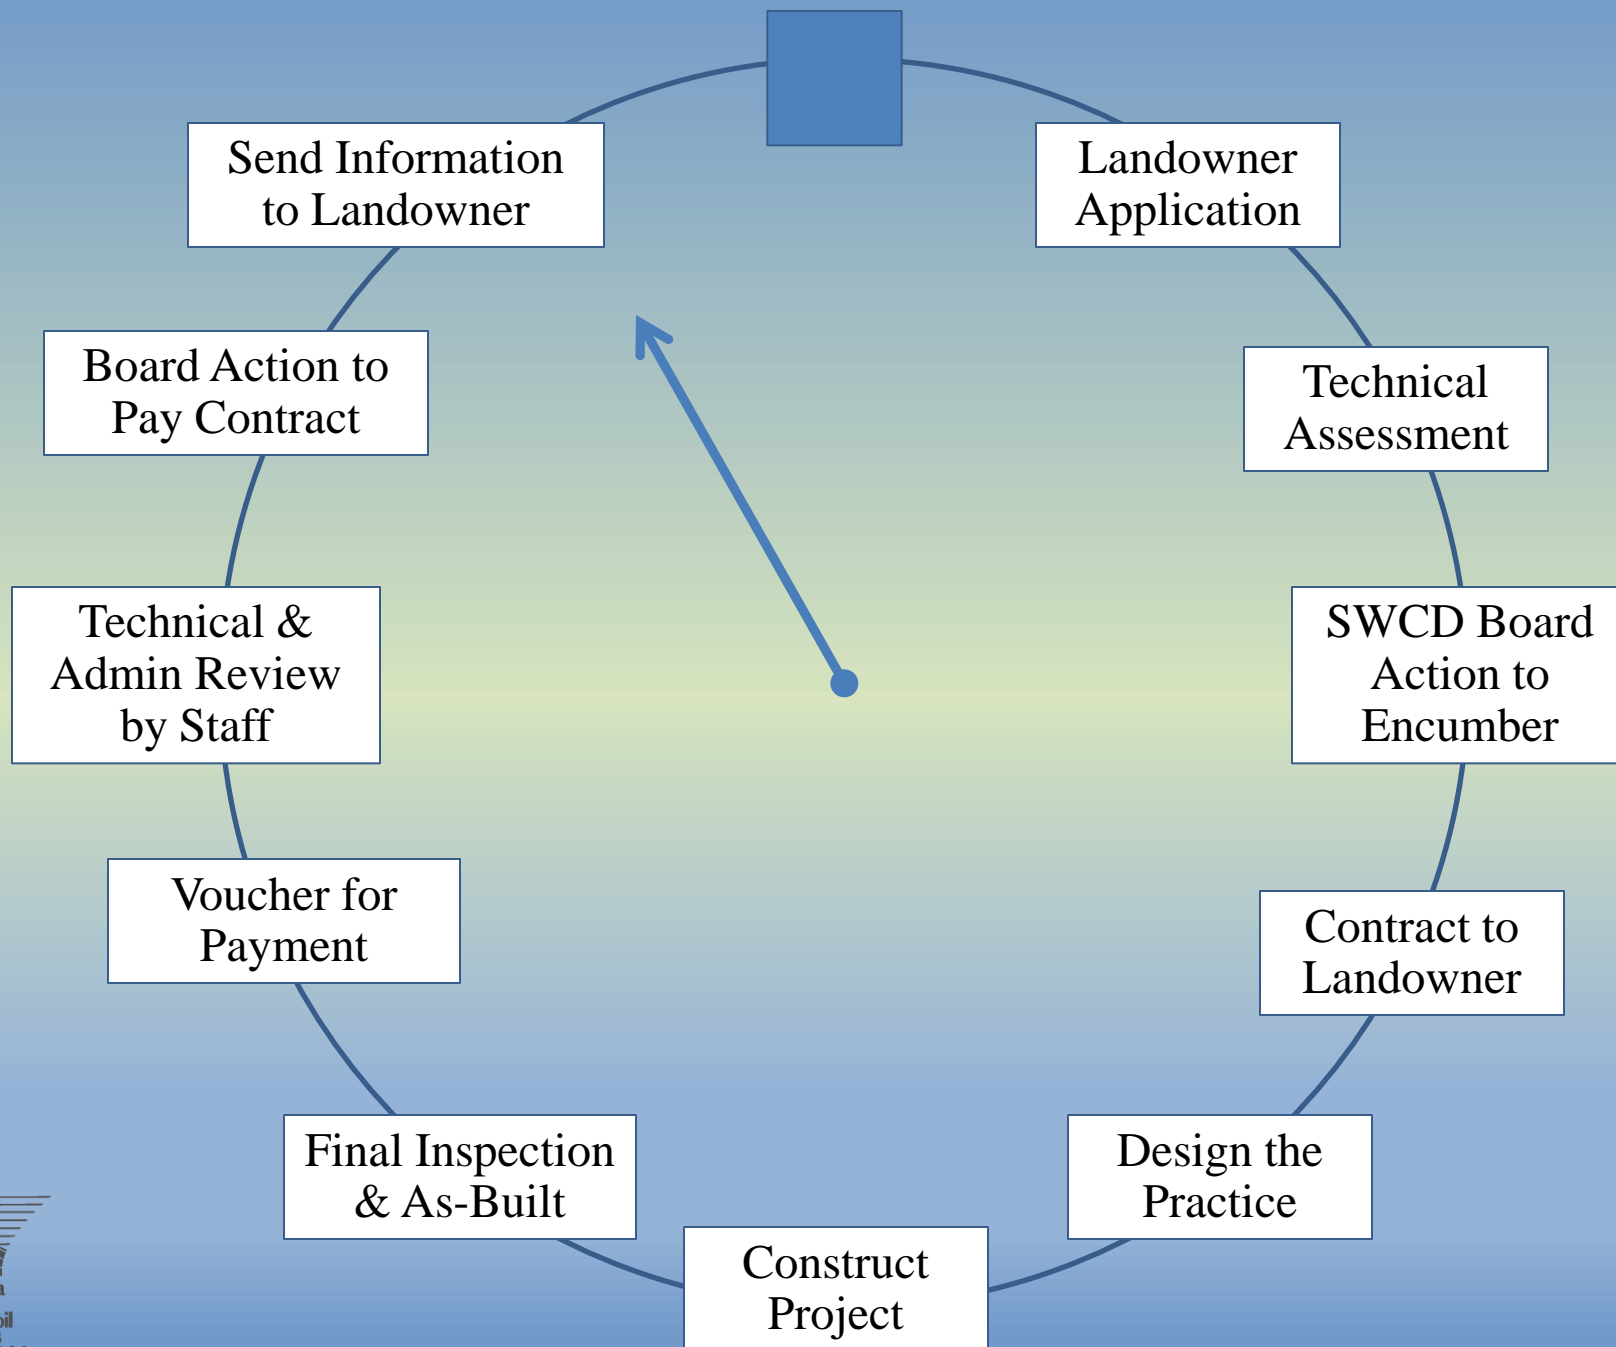 Send Information
to Landowner
Landowner
Application
Board Action to
Pay Contract
Technical
Assessment
Technical &
Admin Review
by Staff
SWCD Board
Action to
Encumber
Voucher for
Payment
Contract to
Landowner
Final Inspection
& As-Built
Design the
Practice
Construct
Project